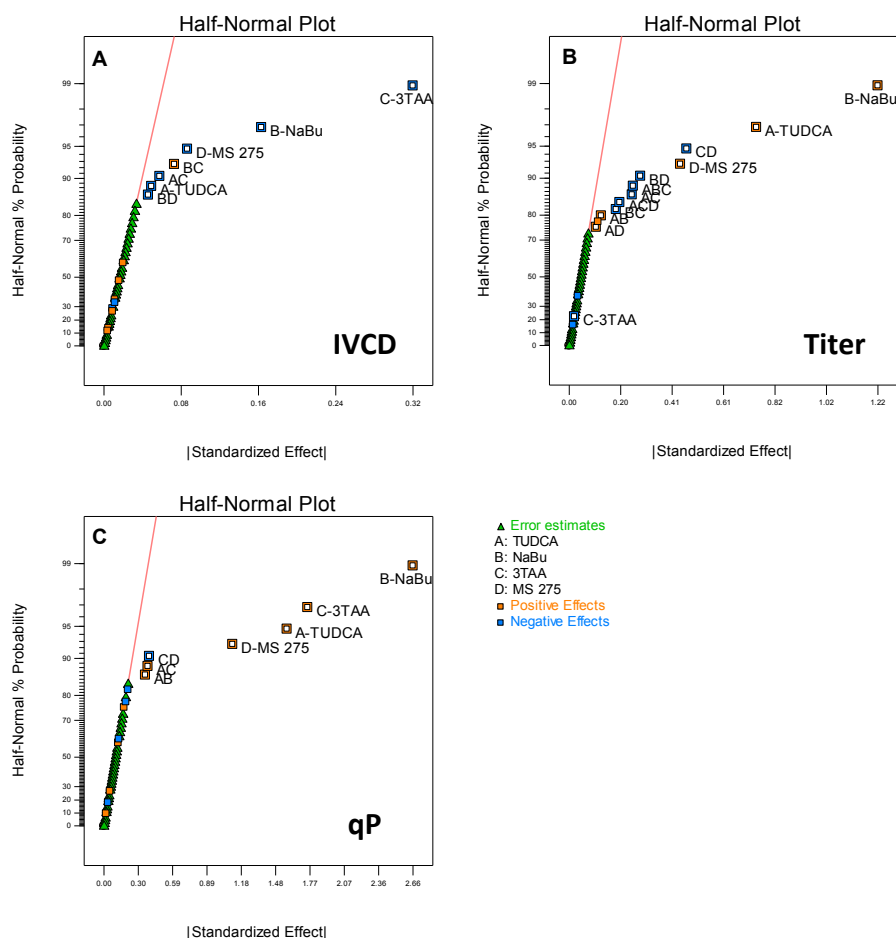 Half-Normal Plot
A
Half-Normal % Probability
99
95
90
80
70
50
30
20
10
0
C-3TAA
B-NaBu
D-MS 275
BC
AC
A-TUDCA
BD
IVCD
0.00 0.08 0.16 0.24 0.32
|Standardized Effect|
Half-Normal Plot
B
Half-Normal % Probability
99
95
90
80
70
50
30
20
10
0
B-NaBu
A-TUDCA
CD
D-MS 275
BD
ABC
AC
ACD
BC
AB
AD
C-3TAA
Titer
0.00 0.20 0.41 0.61 0.82 1.02 1.22
|Standardized Effect|
Half-Normal Plot
C
Half-Normal % Probability
99
95
90
80
70
50
30
20
10
0
B-NaBu
C-3TAA
A-TUDCA
D-MS 275
CD
AC
AB
qP
0.00 0.30 0.59 0.89 1.18 1.48 1.77 2.07 2.36 2.66
|Standardized Effect|
Error estimates
A: TUDCA
B: NaBu
C: 3TAA
D: MS 275
Positive Effects
Negative Effects